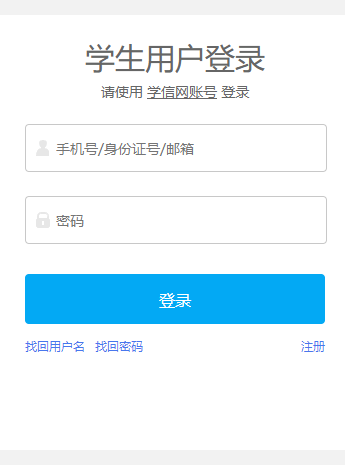 学生用户登录
请使用 学信网账号 登录
手机号/身份证号/邮箱
密码
登录
找回用户名 找回密码 注册